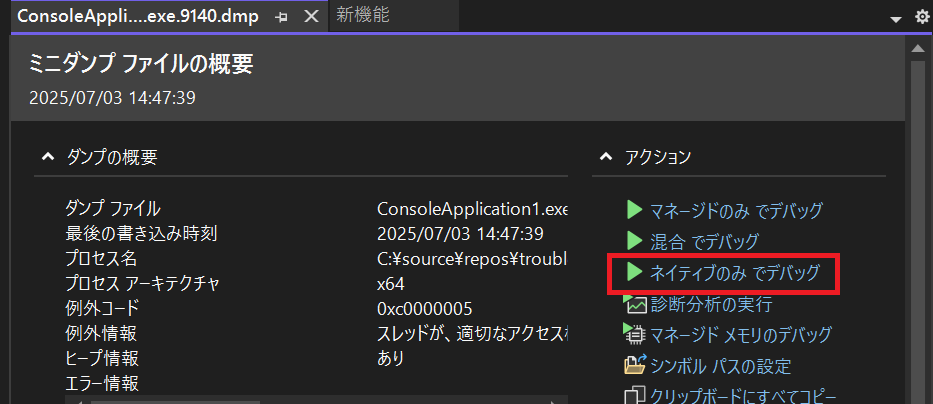 ConsoleAppli....exe.9140.dmp
新機能
ミニダンプ ファイルの概要
2025/07/03 14:47:39
ダンプの概要
ダンプ ファイル ConsoleApplication1.exe
最後の書き込み時刻 2025/07/03 14:47:39
プロセス名 C:¥source¥repos¥troubl
プロセス アーキテクチャ x64
例外コード 0xc0000005
例外情報 スレッドが、適切なアクセス
ヒープ情報 あり
エラー情報
アクション
マネージドのみ でデバッグ
混合 でデバッグ
ネイティブのみ でデバッグ
診断分析の実行
マネージド メモリのデバッグ
シンボル パスの設定
クリップボードにすべてコピー